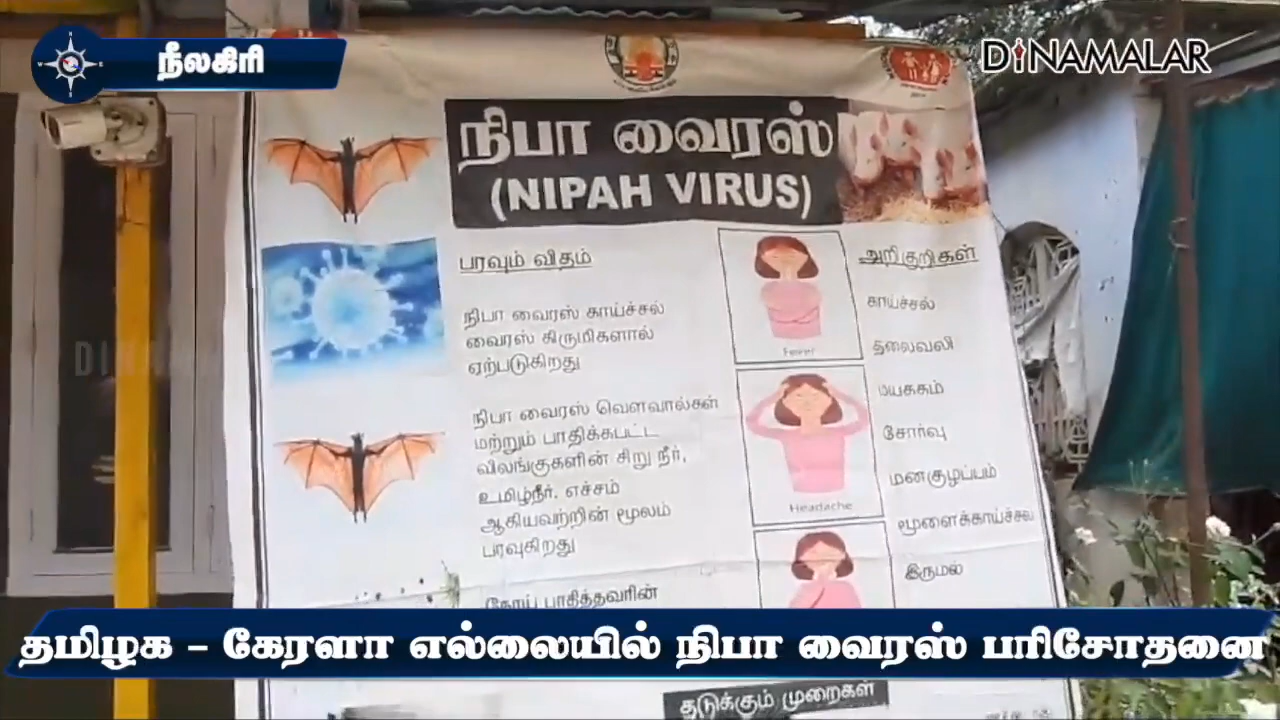 நீலகிரி
DINAMALAR
நிபா வைரஸ்
(NIPAH VIRUS)
பரவும் விதம்
நிபா வைரஸ் காய்ச்சல்
வைரஸ் கிருமிகளால்
ஏற்படுகிறது
நிபா வைரஸ் வௌவால்கள்
மற்றும் பாதிக்கபட்ட
விலங்குகளின் சிறு நீர்,
உமிழ்நீர், எச்சம்
ஆகியவற்றின் மூலம்
பரவுகிறது
நோய் பாதித்தவரின்
Fever
Headache
அறிகுறிகள்
காய்ச்சல்
தலைவலி
மயக்கம்
சோர்வு
மனகுழப்பம்
மூளைக்காய்ச்சல்
இருமல்
தமிழக - கேரளா எல்லையில் நிபா வைரஸ் பரிசோதனை
தடுக்கும் முறைகள்